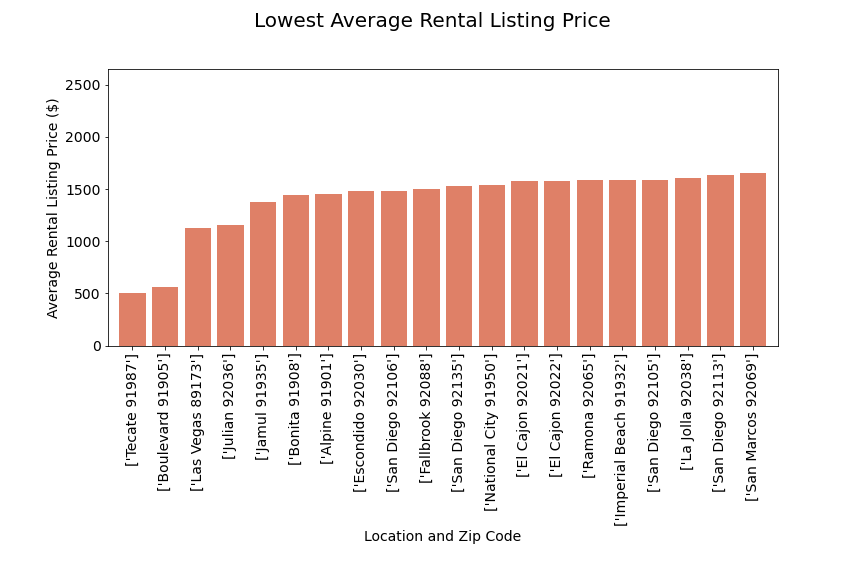 Lowest Average Rental Listing Price
Average Rental Listing Price ($)
2500
2000
1500
1000
500
0
['Tecate 91987']
['Boulevard 91905']
['Las Vegas 89173']
['Julian 92036']
['Jamul 91935']
['Bonita 91908']
['Alpine 91901']
['Escondido 92030']
['San Diego 92106']
['Fallbrook 92088']
['San Diego 92135']
['National City 91950']
['El Cajon 92021']
['El Cajon 92022']
['Ramona 92065']
['Imperial Beach 91932']
['San Diego 92105']
['La Jolla 92038']
['San Diego 92113']
['San Marcos 92069']
Location and Zip Code